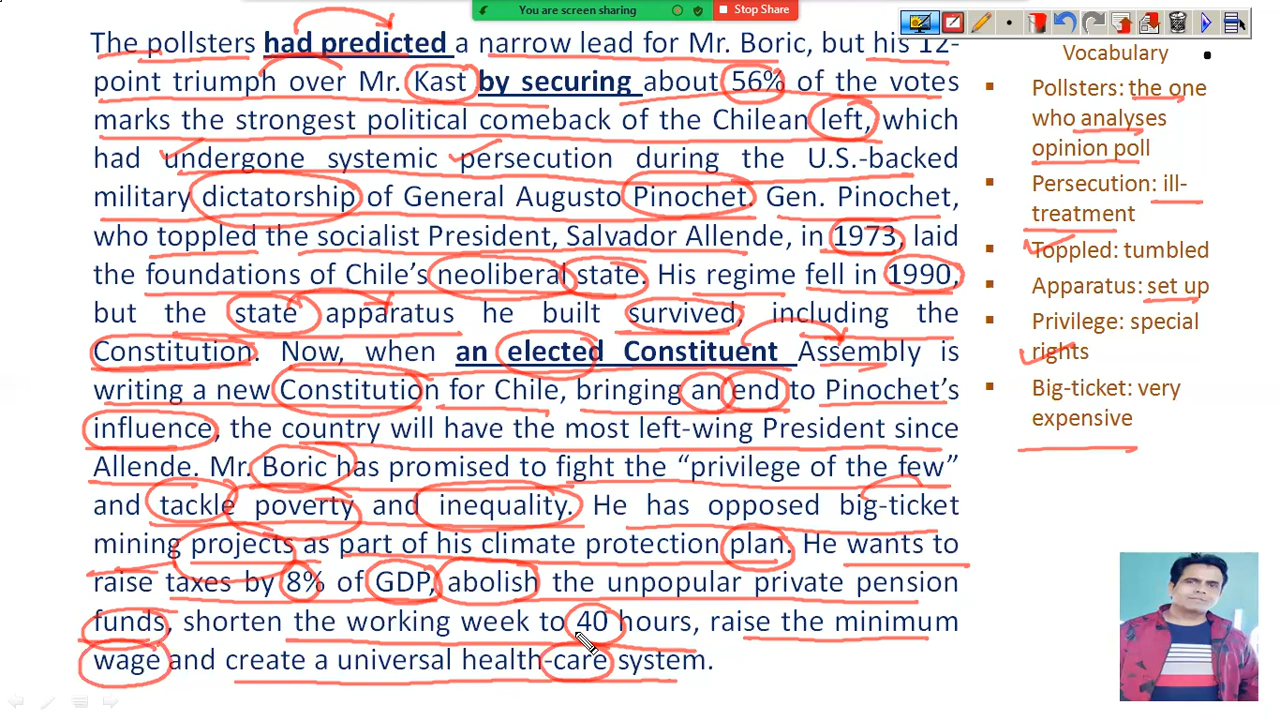 You are screen sharing
Stop Share
The pollsters had predicted a narrow lead for Mr. Boric, but his 12-
point triumph over Mr. Kast by securing about 56% of the votes
marks the strongest political comeback of the Chilean left, which
had undergone systemic persecution during the U.S.-backed
military dictatorship of General Augusto Pinochet. Gen. Pinochet,
who toppled the socialist President, Salvador Allende, in 1973, laid
the foundations of Chile’s neoliberal state. His regime fell in 1990,
but the state apparatus he built survived, including the
Constitution. Now, when an elected Constituent Assembly is
writing a new Constitution for Chile, bringing an end to Pinochet’s
influence, the country will have the most left-wing President since
Allende. Mr. Boric has promised to fight the “privilege of the few”
and tackle poverty and inequality. He has opposed big-ticket
mining projects as part of his climate protection plan. He wants to
raise taxes by 8% of GDP, abolish the unpopular private pension
funds, shorten the working week to 40 hours, raise the minimum
wage and create a universal health-care system.
Vocabulary
Pollsters: the one
who analyses
opinion poll
Persecution: ill-
treatment
Toppled: tumbled
Apparatus: set up
Privilege: special
rights
Big-ticket: very
expensive